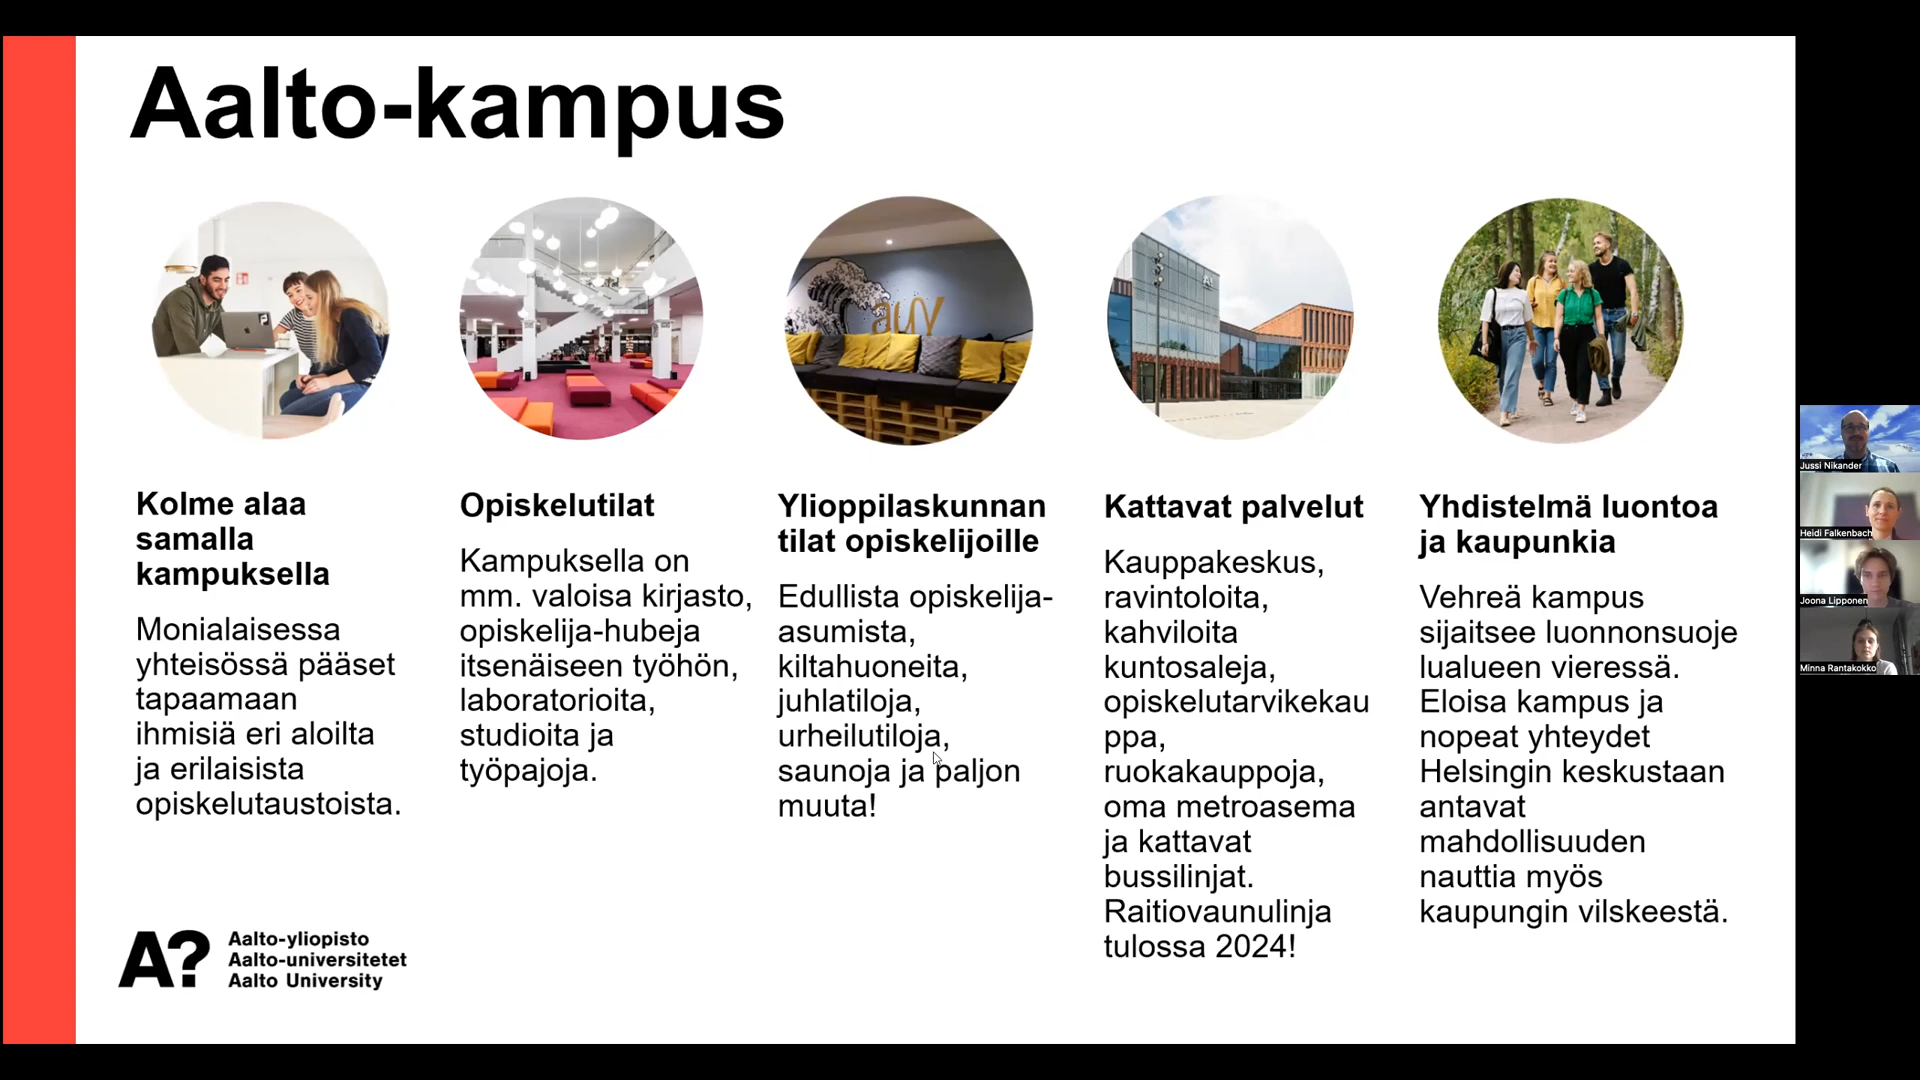 Aalto-kampus
auy
Kolme alaa
samalla
kampuksella
Monialaisessa
yhteisössä pääset
tapaamaan
ihmisiä eri aloilta
ja erilaisista
opiskelutaustoista.
Opiskelutilat
Kampuksella on
mm. valoisa kirjasto,
opiskelija-hubeja
itsenäiseen työhön,
laboratorioita,
studioita ja
työpajoja.
Ylioppilaskunnan
tilat opiskelijoille
Edullista opiskelija-
asumista,
kiltahuoneita,
juhlatiloja,
urheilutiloja,
saunoja ja paljon
muuta!
Kattavat palvelut
Kauppakeskus,
ravintoloita,
kahviloita
kuntosaleja,
opiskelutarvikekau
ppa,
ruokakauppoja,
oma metroasema
ja kattavat
bussilinjat.
Raitiovaunulinja
tulossa 2024!
Yhdistelmä luontoa
ja kaupunkia
Vehreä kampus
sijaitsee luonnonsuoje
lualueen vieressä.
Eloisa kampus ja
nopeat yhteydet
Helsingin keskustaan
antavat
mahdollisuuden
nauttia myös
kaupungin vilskeestä.
A?
Aalto-yliopisto
Aalto-universitetet
Aalto University
Jussi Nikander
Heidi Falkenbach
Joona Lipponen
Minna Rantakokko